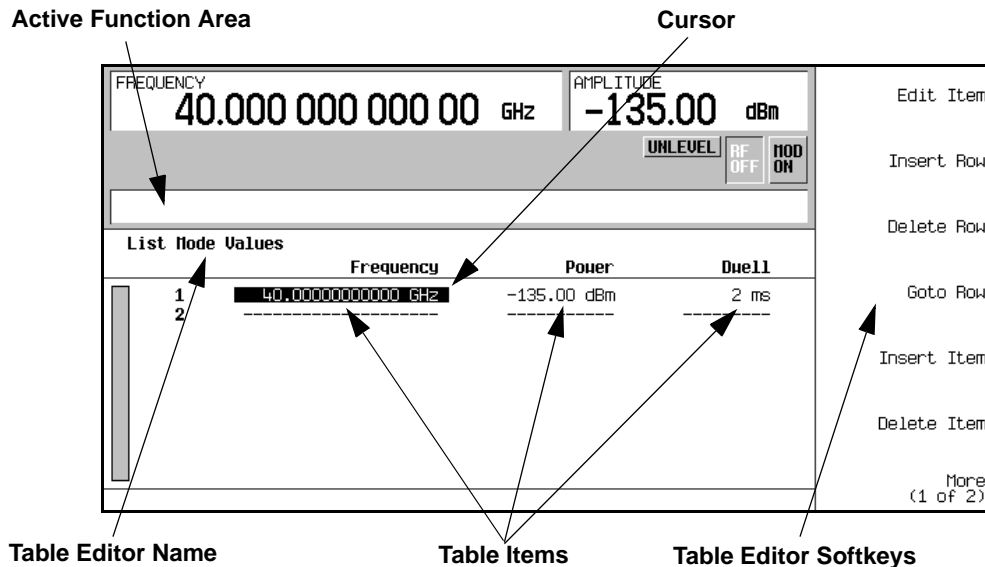 Active Function Area
Cursor
FREQUENCY
40.000 000 000 00 GHz
AMPLITUDE
-135.00 dBm
UNLEVEL
RF OFF
MOD ON
List Mode Values
Frequency Power Dwell
1 40.00000000000 GHz -135.00 dBm 2 ms
2 ------------------- ----------- ---------
Edit Item
Insert Row
Delete Row
Goto Row
Insert Item
Delete Item
More
(1 of 2)
Table Editor Name
Table Items
Table Editor Softkeys